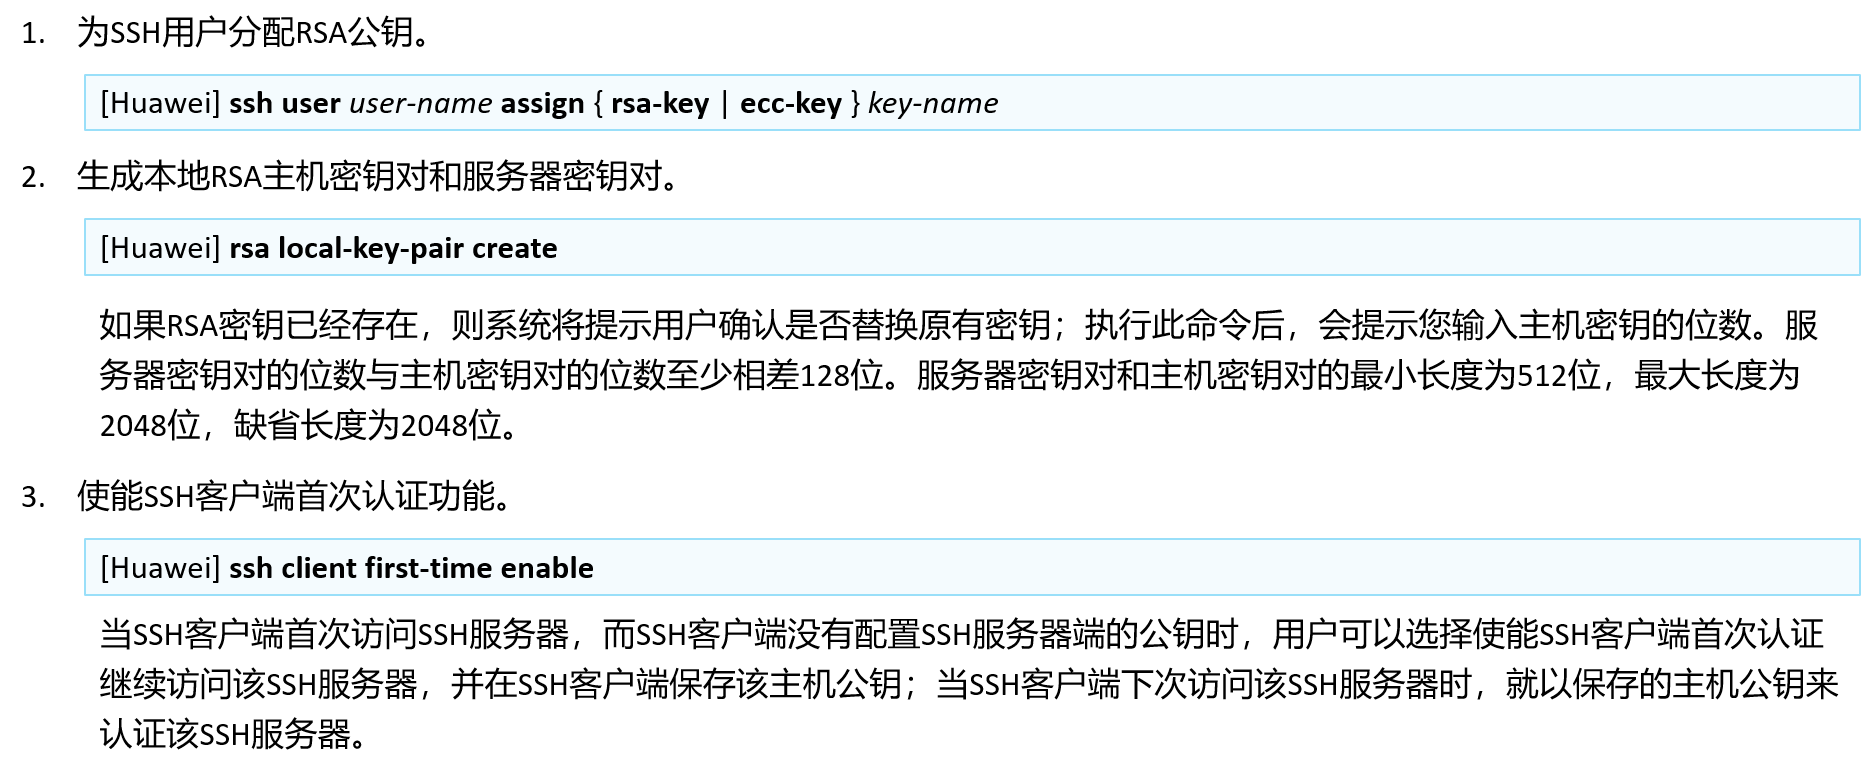 1. 为SSH用户分配RSA公钥。
[Huawei] ssh user user-name assign { rsa-key | ecc-key } key-name
2. 生成本地RSA主机密钥对和服务器密钥对。
[Huawei] rsa local-key-pair create
如果RSA密钥已经存在，则系统将提示用户确认是否替换原有密钥；执行此命令后，会提示您输入主机密钥的位数。服
务器密钥对的位数与主机密钥对的位数至少相差128位。服务器密钥对和主机密钥对的最小长度为512位，最大长度为
2048位，缺省长度为2048位。
3. 使能SSH客户端首次认证功能。
[Huawei] ssh client first-time enable
当SSH客户端首次访问SSH服务器，而SSH客户端没有配置SSH服务器端的公钥时，用户可以选择使能SSH客户端首次认证
继续访问该SSH服务器，并在SSH客户端保存该主机公钥；当SSH客户端下次访问该SSH服务器时，就以保存的主机公钥来
认证该SSH服务器。